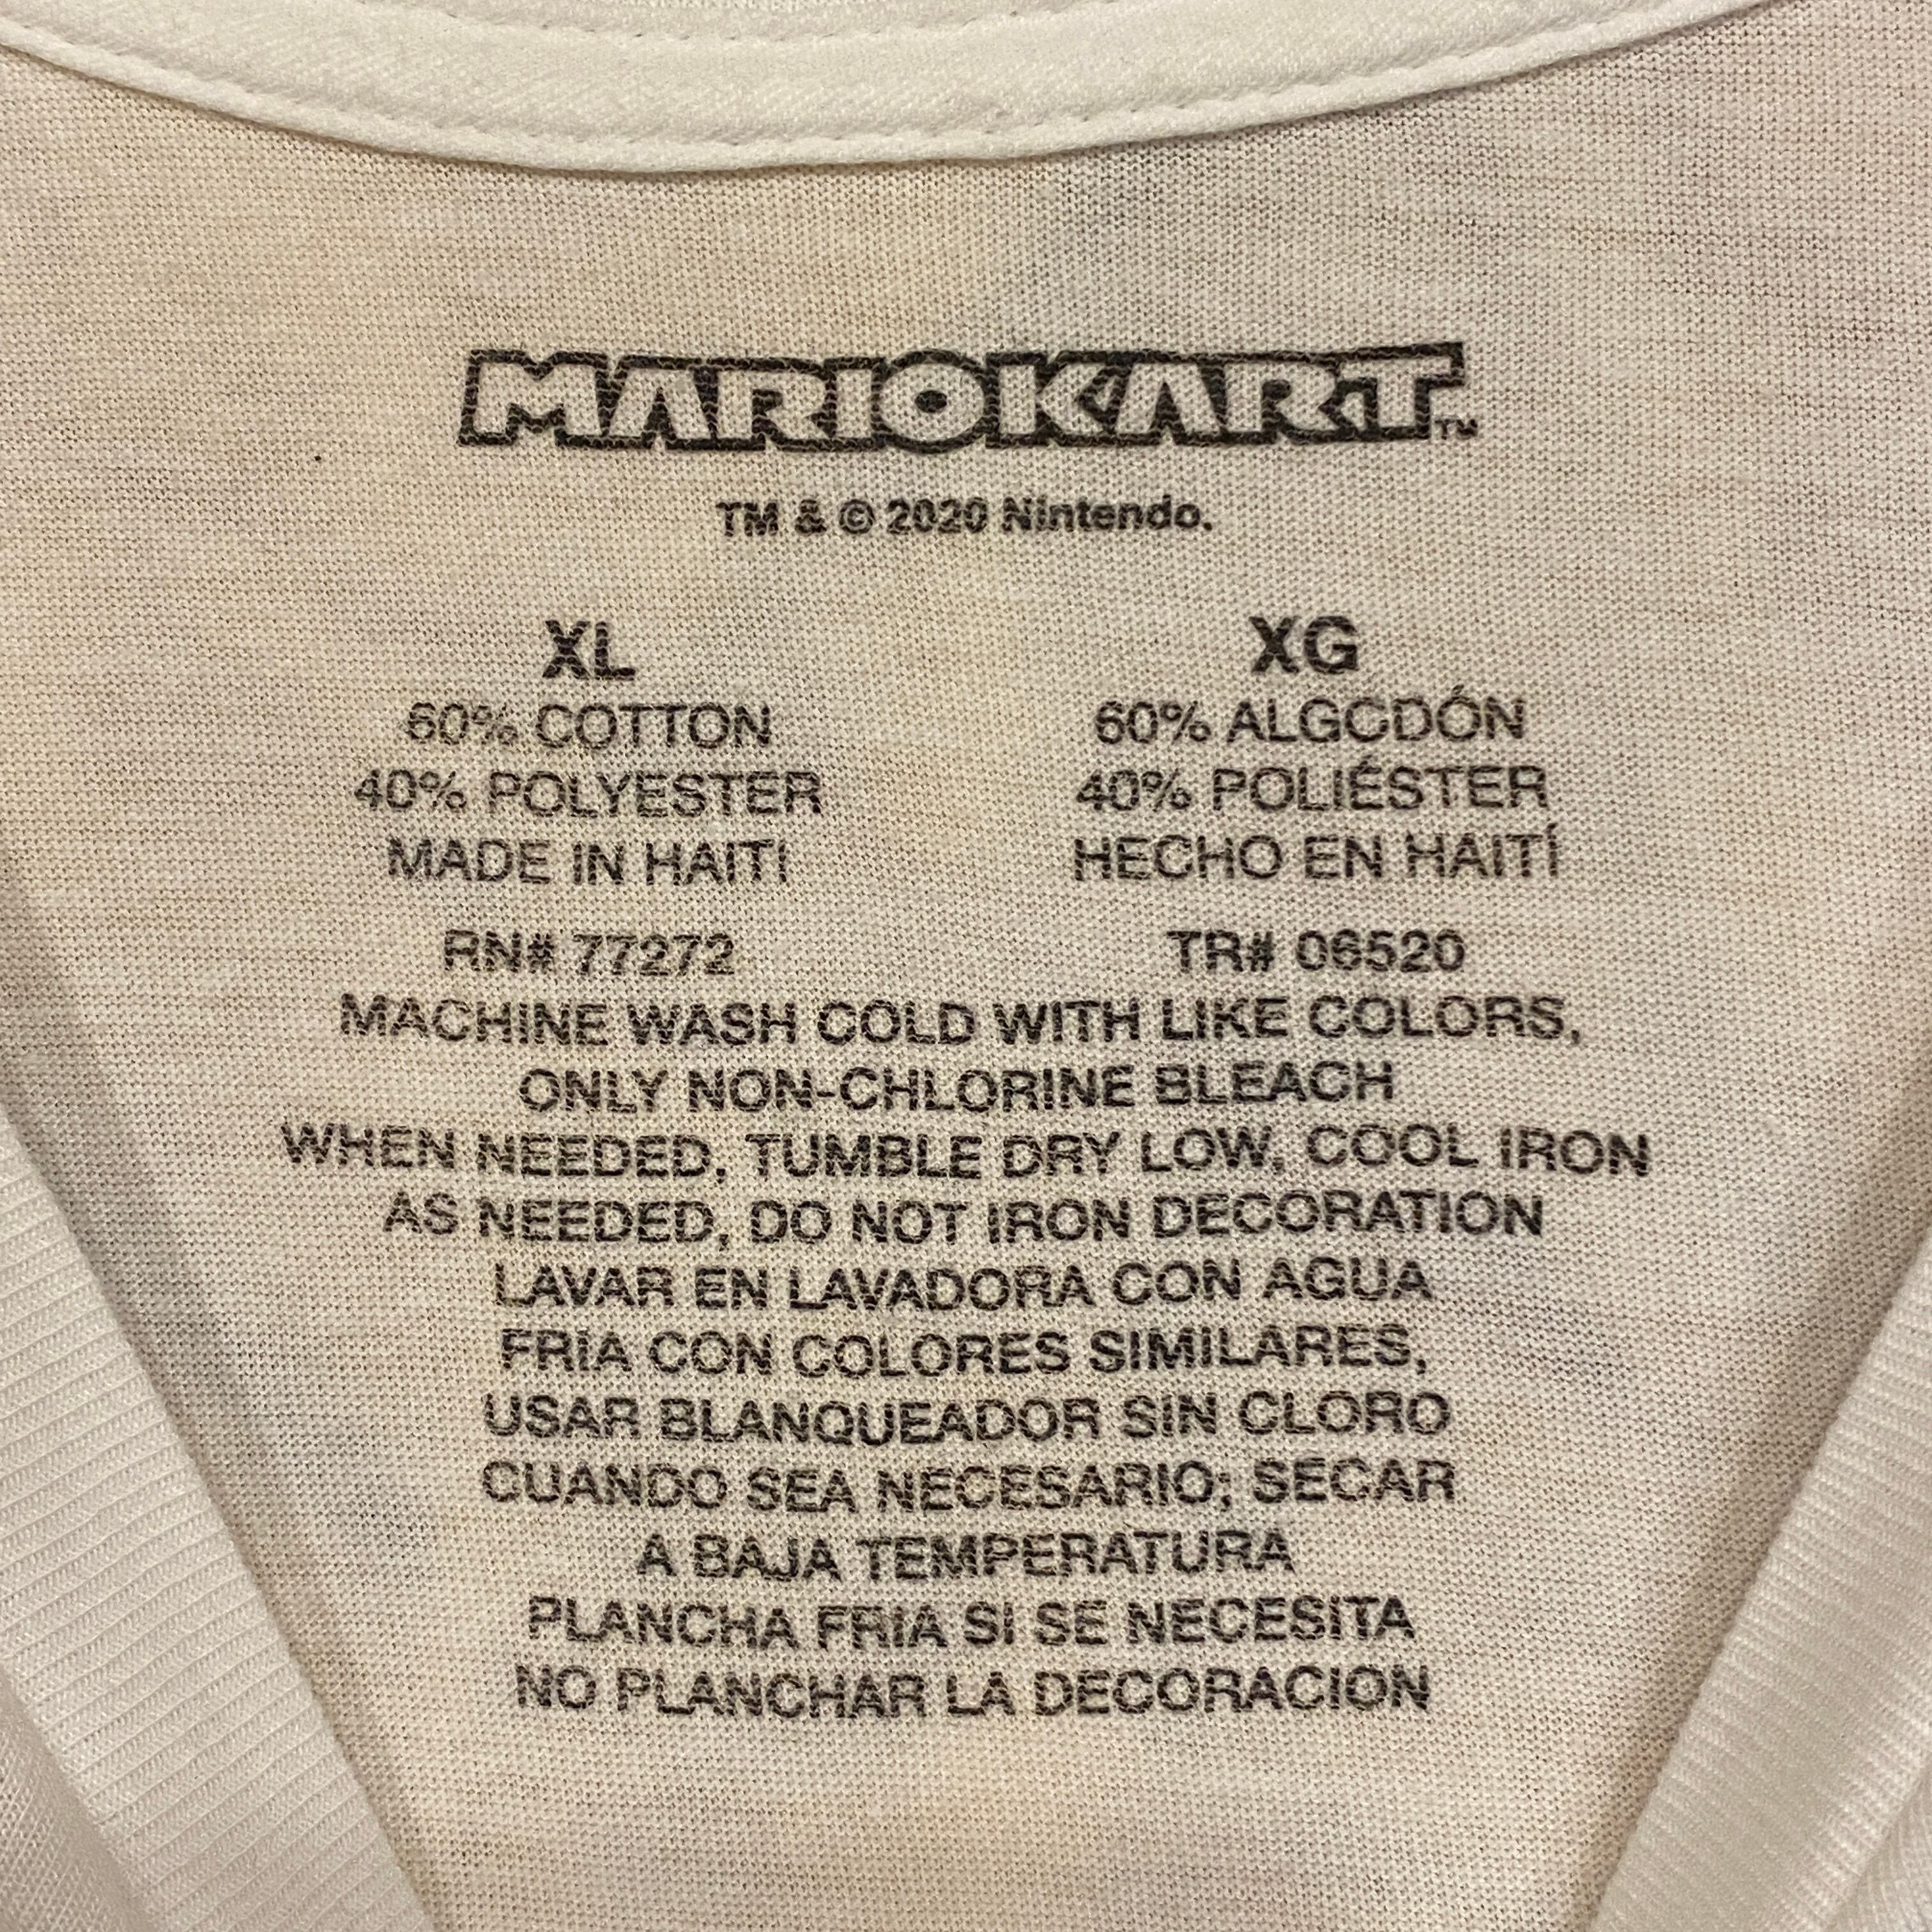 MARIOKART™
TM & © 2020 Nintendo.
XL
60% COTTON
40% POLYESTER
MADE IN HAITI
RN# 77272
XG
60% ALGODÓN
40% POLIÉSTER
HECHO EN HAITÍ
TR# 06520
MACHINE WASH COLD WITH LIKE COLORS,
ONLY NON-CHLORINE BLEACH
WHEN NEEDED, TUMBLE DRY LOW, COOL IRON
AS NEEDED, DO NOT IRON DECORATION
LAVAR EN LAVADORA CON AGUA
FRIA CON COLORES SIMILARES,
USAR BLANQUEADOR SIN CLORO
CUANDO SEA NECESARIO; SECAR
A BAJA TEMPERATURA
PLANCHA FRIA SI SE NECESITA
NO PLANCHAR LA DECORACION